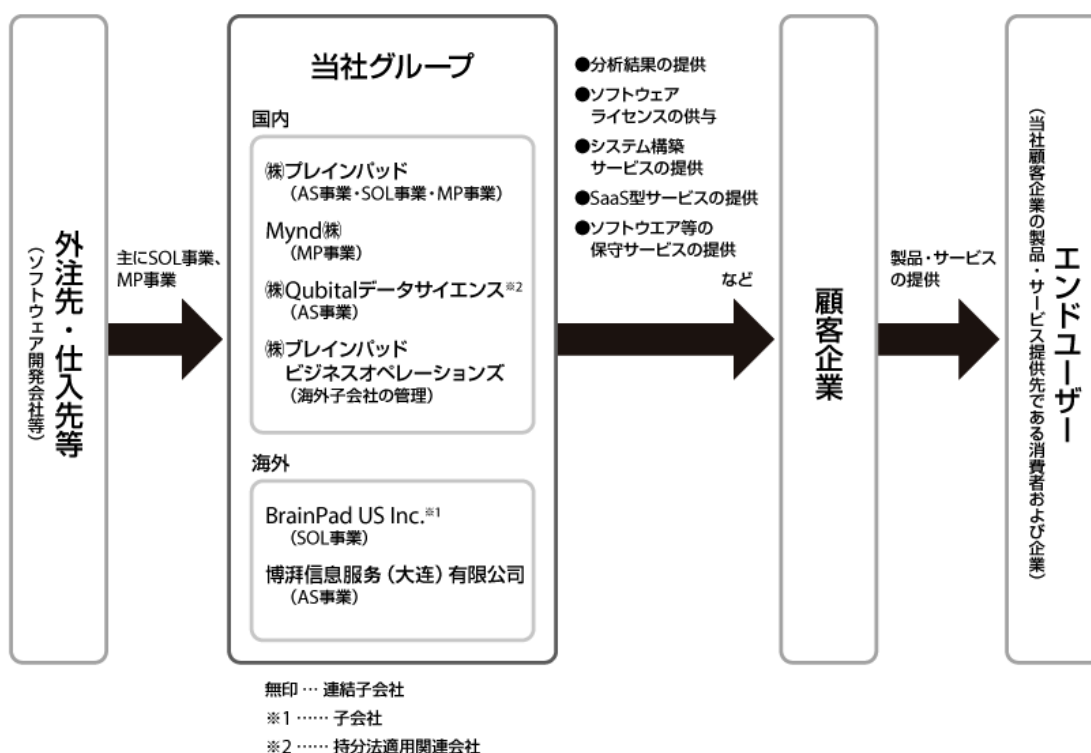 外注先・仕入先等
(ソフトウェア開発会社等)
主にSOL事業、
MP事業
当社グループ
国内
㈱ブレインパッド
(AS事業・SOL事業・MP事業)
Mynd㈱
(MP事業)
㈱Qubitalデータサイエンス※2
(AS事業)
㈱ブレインパッド
ビジネスオペレーションズ
(海外子会社の管理)
海外
BrainPad US Inc.※1
(SOL事業)
博湃信息服务(大连)有限公司
(AS事業)
●分析結果の提供
●ソフトウェア
ライセンスの供与
●システム構築
サービスの提供
●SaaS型サービスの提供
●ソフトウエア等の
保守サービスの提供
など
顧客企業
製品・サービス
の提供
エンドユーザー
(当社顧客企業の製品・サービス提供先である消費者および企業)
無印 … 連結子会社
※1 …… 子会社
※2 …… 持分法適用関連会社